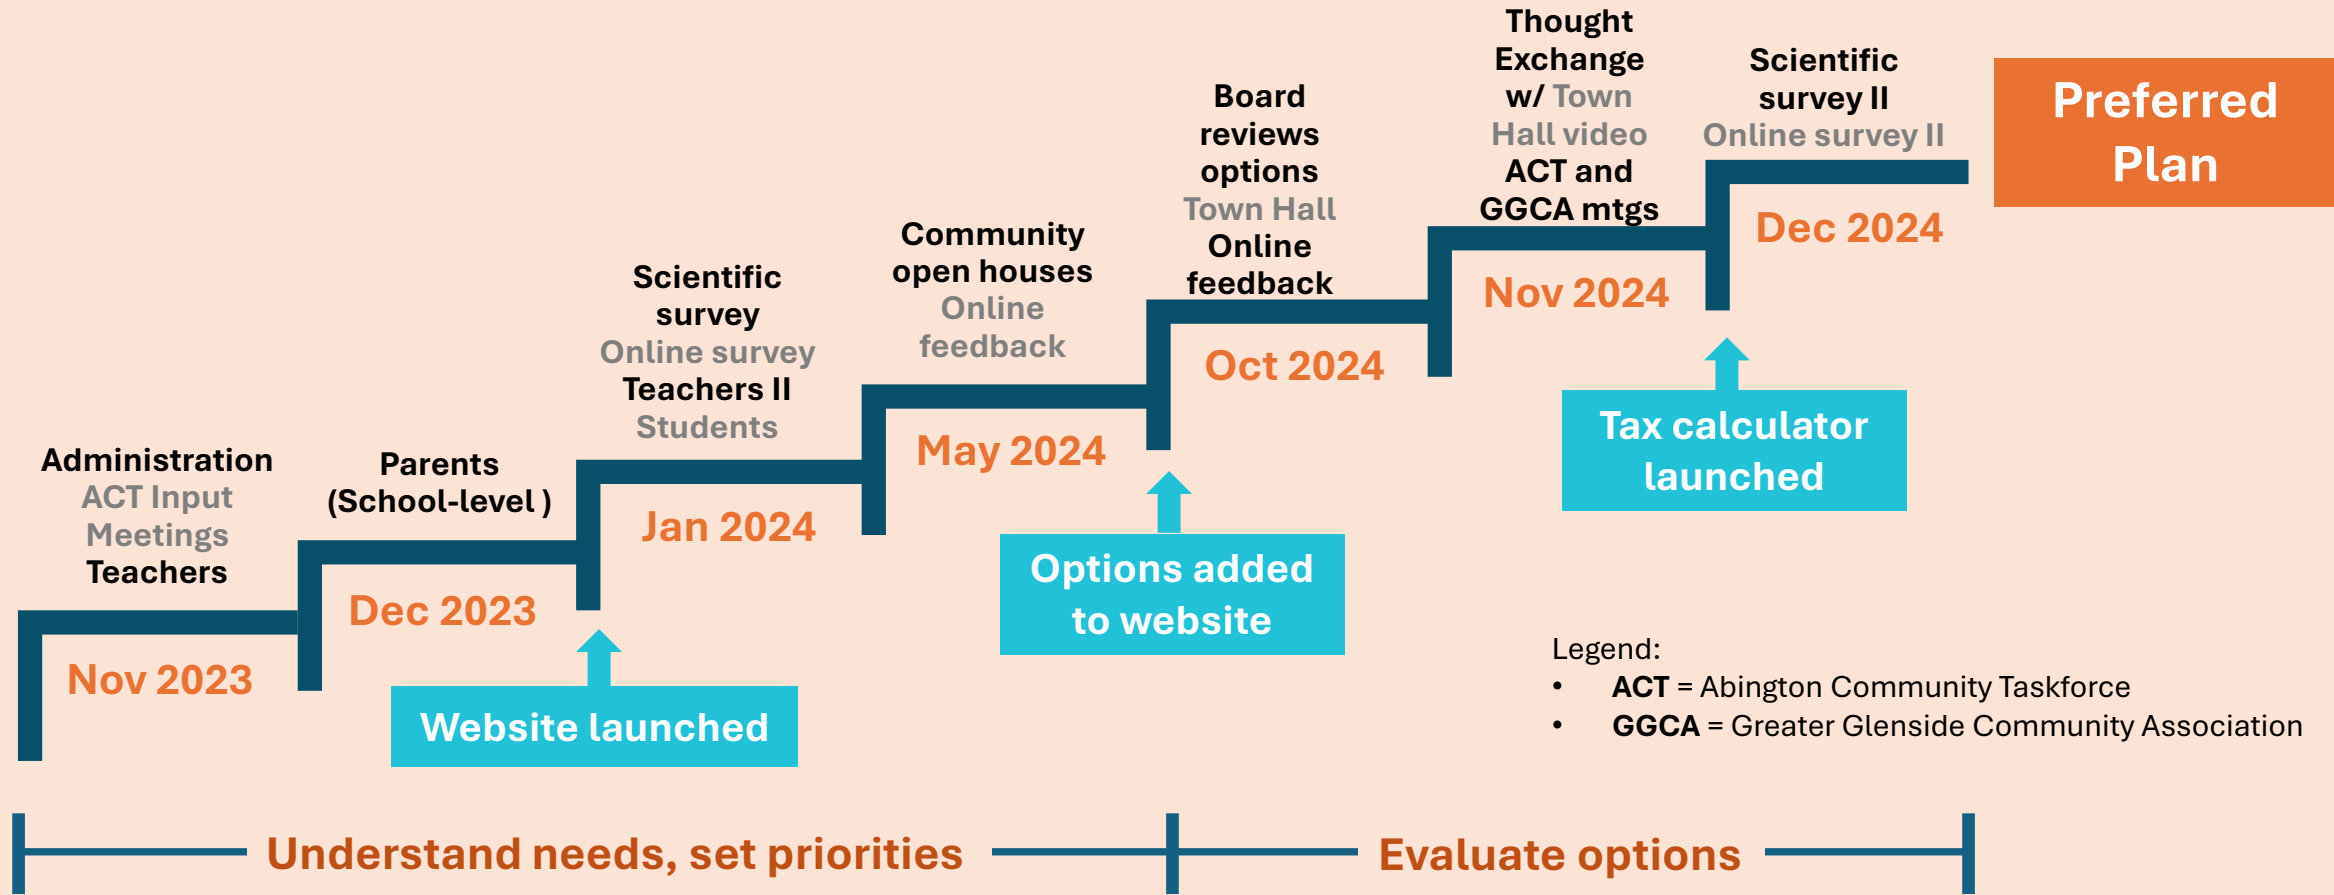 Administration
ACT Input
Meetings
Teachers
Nov 2023
Parents
(School-level )
Dec 2023
Website launched
Scientific
survey
Online survey
Teachers II
Students
Jan 2024
Community
open houses
Online
feedback
May 2024
Options added
to website
Board
reviews
options
Town Hall
Online
feedback
Oct 2024
Thought
Exchange
w/ Town
Hall video
ACT and
GGCA mtgs
Nov 2024
Tax calculator
launched
Scientific
survey II
Online survey II
Dec 2024
Preferred
Plan
Legend:
• ACT = Abington Community Taskforce
• GGCA = Greater Glenside Community Association
Understand needs, set priorities
Evaluate options